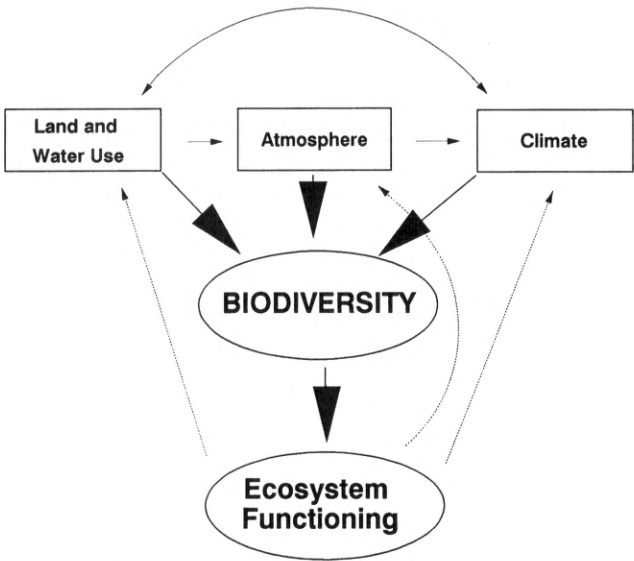 Land and
Water Use
Atmosphere
Climate
BIODIVERSITY
Ecosystem
Functioning